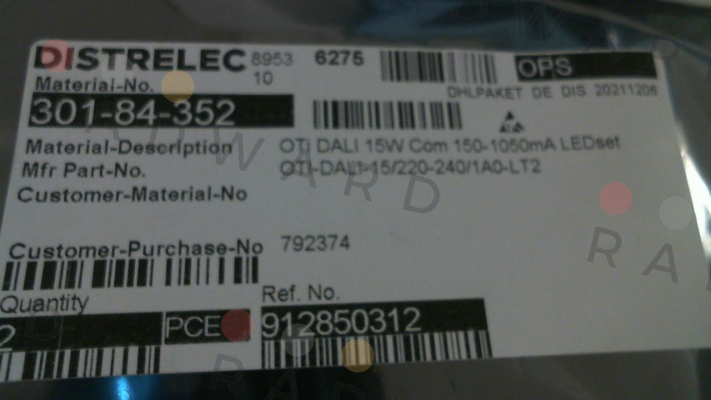 DISTRELEC 8953 6275 OPS
10
Material-No. DHLPAKET DE DIS 20211206
301-84-352
Material-Description OTI DALI 15W Com 150-1050mA LEDset
Mfr Part-No. OTI-DALI-15/220-240/1A0-LT2
Customer-Material-No
Customer-Purchase-No 792374
Quantity Ref. No.
2 PCE 912850312